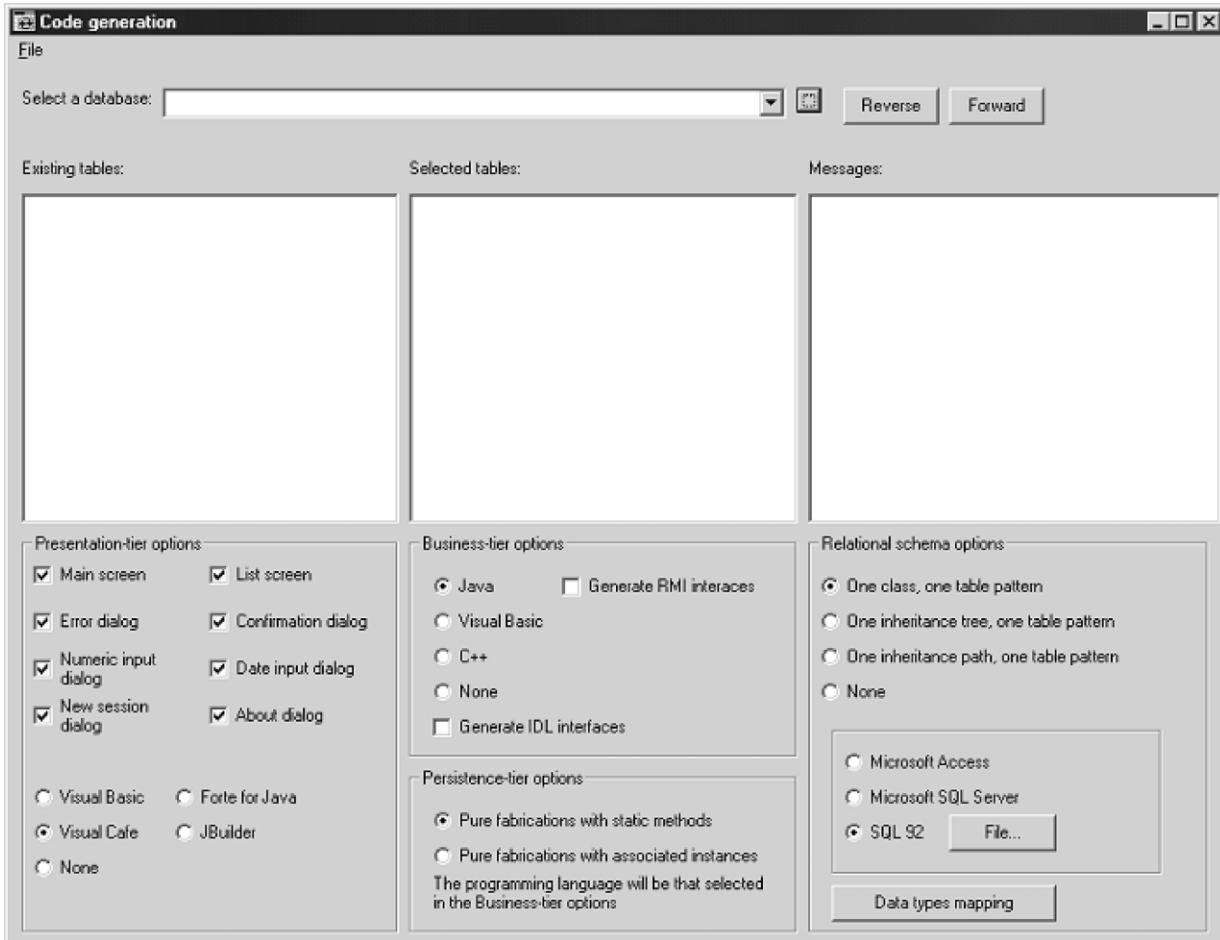 Code generation
File
Select a database:
Reverse
Forward
Existing tables:
Selected tables:
Messages:
Presentation-tier options
Main screen
List screen
Error dialog
Confirmation dialog
Numeric input
dialog
Date input dialog
New session
dialog
About dialog
Visual Basic
Forte for Java
Visual Cafe
JBuilder
None
Business-tier options
Java
Generate RMI interaces
Visual Basic
C++
None
Generate IDL interfaces
Persistence-tier options
Pure fabrications with static methods
Pure fabrications with associated instances
The programming language will be that selected
in the Business-tier options
Relational schema options
One class, one table pattern
One inheritance tree, one table pattern
One inheritance path, one table pattern
None
Microsoft Access
Microsoft SQL Server
SQL 92
File...
Data types mapping